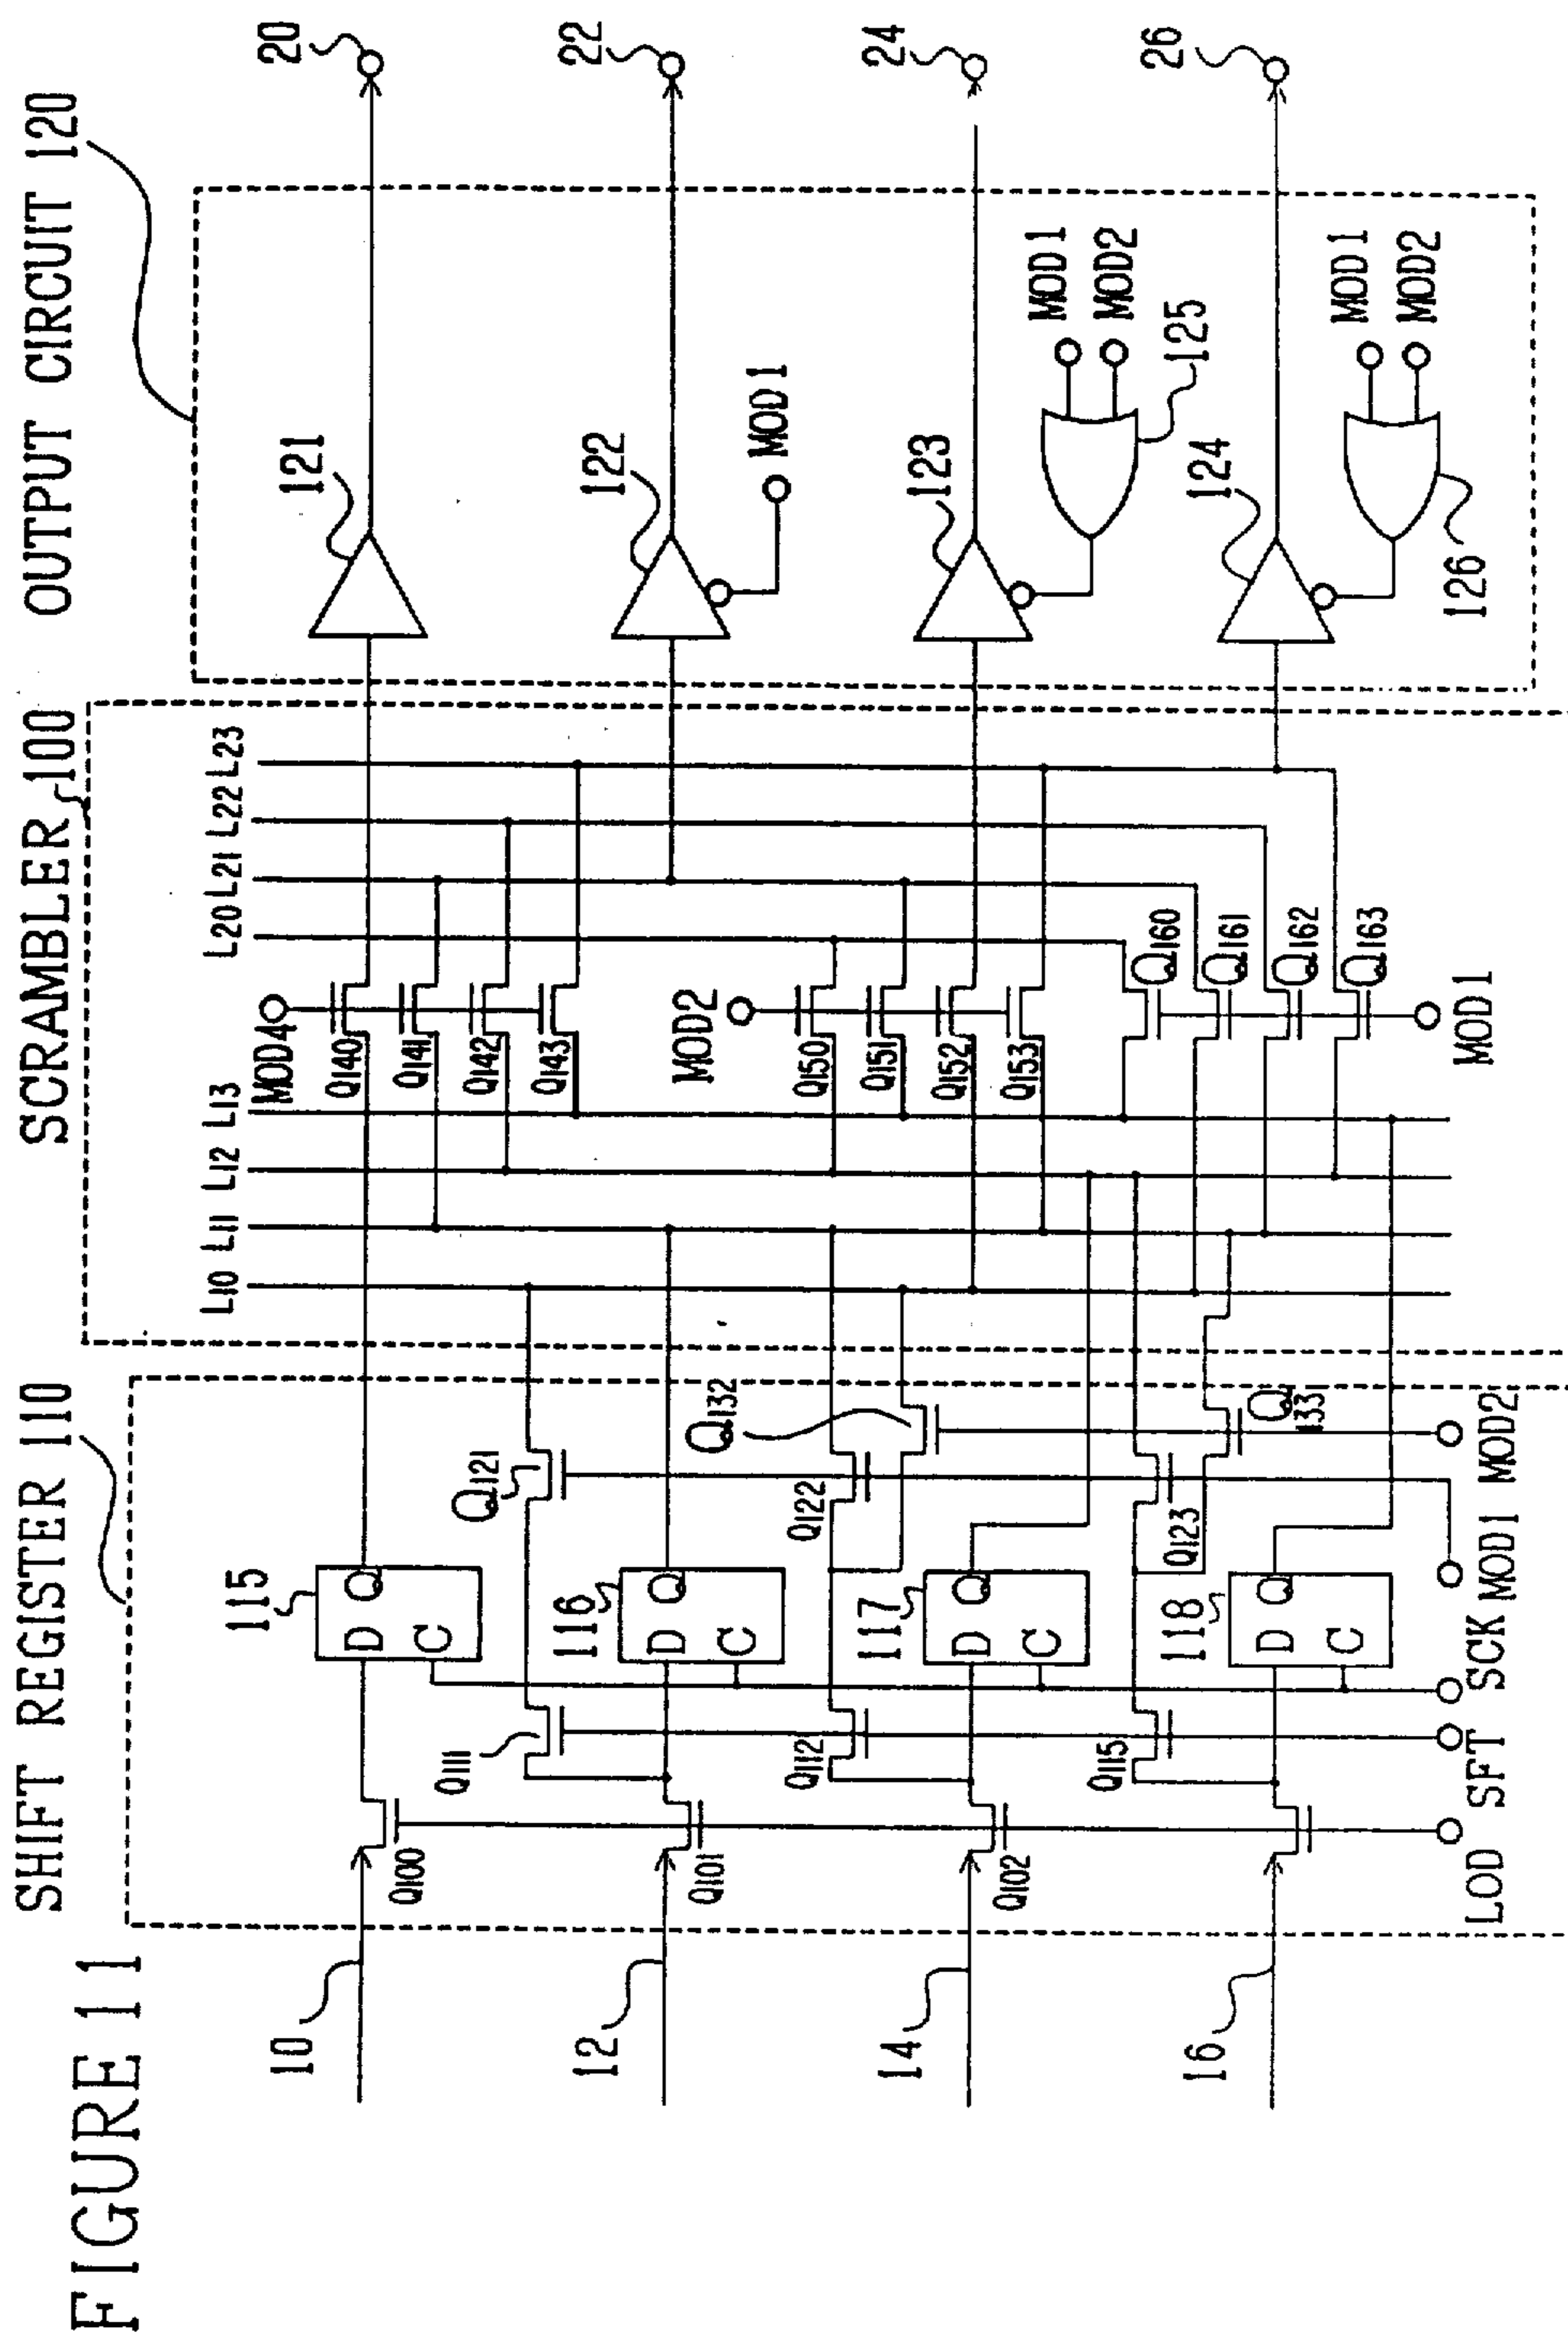 FIGURE 11
SHIFT REGISTER 110
SCRAMBLER 100
OUTPUT CIRCUIT 120
10
12
14
16
Q100
Q101
Q102
LOD
Q111
Q112
Q115
SFT
115
D Q
C
116
D Q
C
117
D Q
C
118
D Q
C
SCK
Q121
Q122
Q123
MOD1
Q132
Q133
MOD2
L10
L11
L12
L13
MOD4
Q140
Q141
Q142
Q143
MOD2
Q150
Q151
Q152
Q153
Q160
Q161
Q162
Q163
MOD1
L20
L21
L22
L23
121
122
MOD1
123
MOD1
MOD2
125
124
MOD1
MOD2
126
20
22
24
26